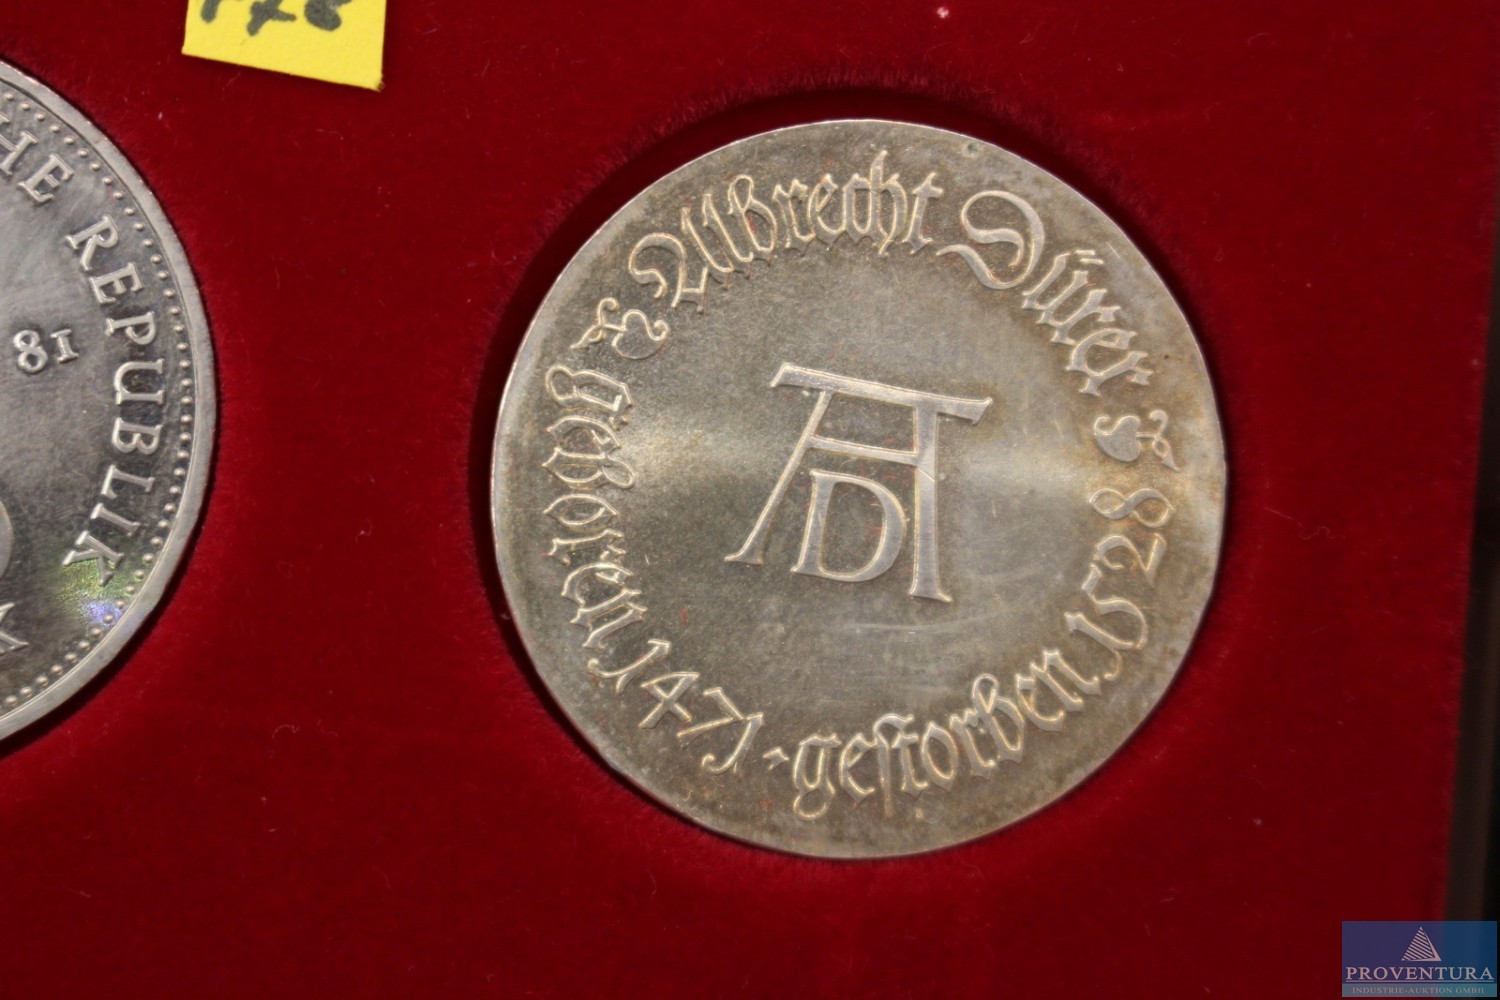 HE REPUBLIK
81
Albrecht Dürer
geboren 1471 - gestorben 1528
AD
PROVENTURA
INDUSTRIE-AUKTION GMBH